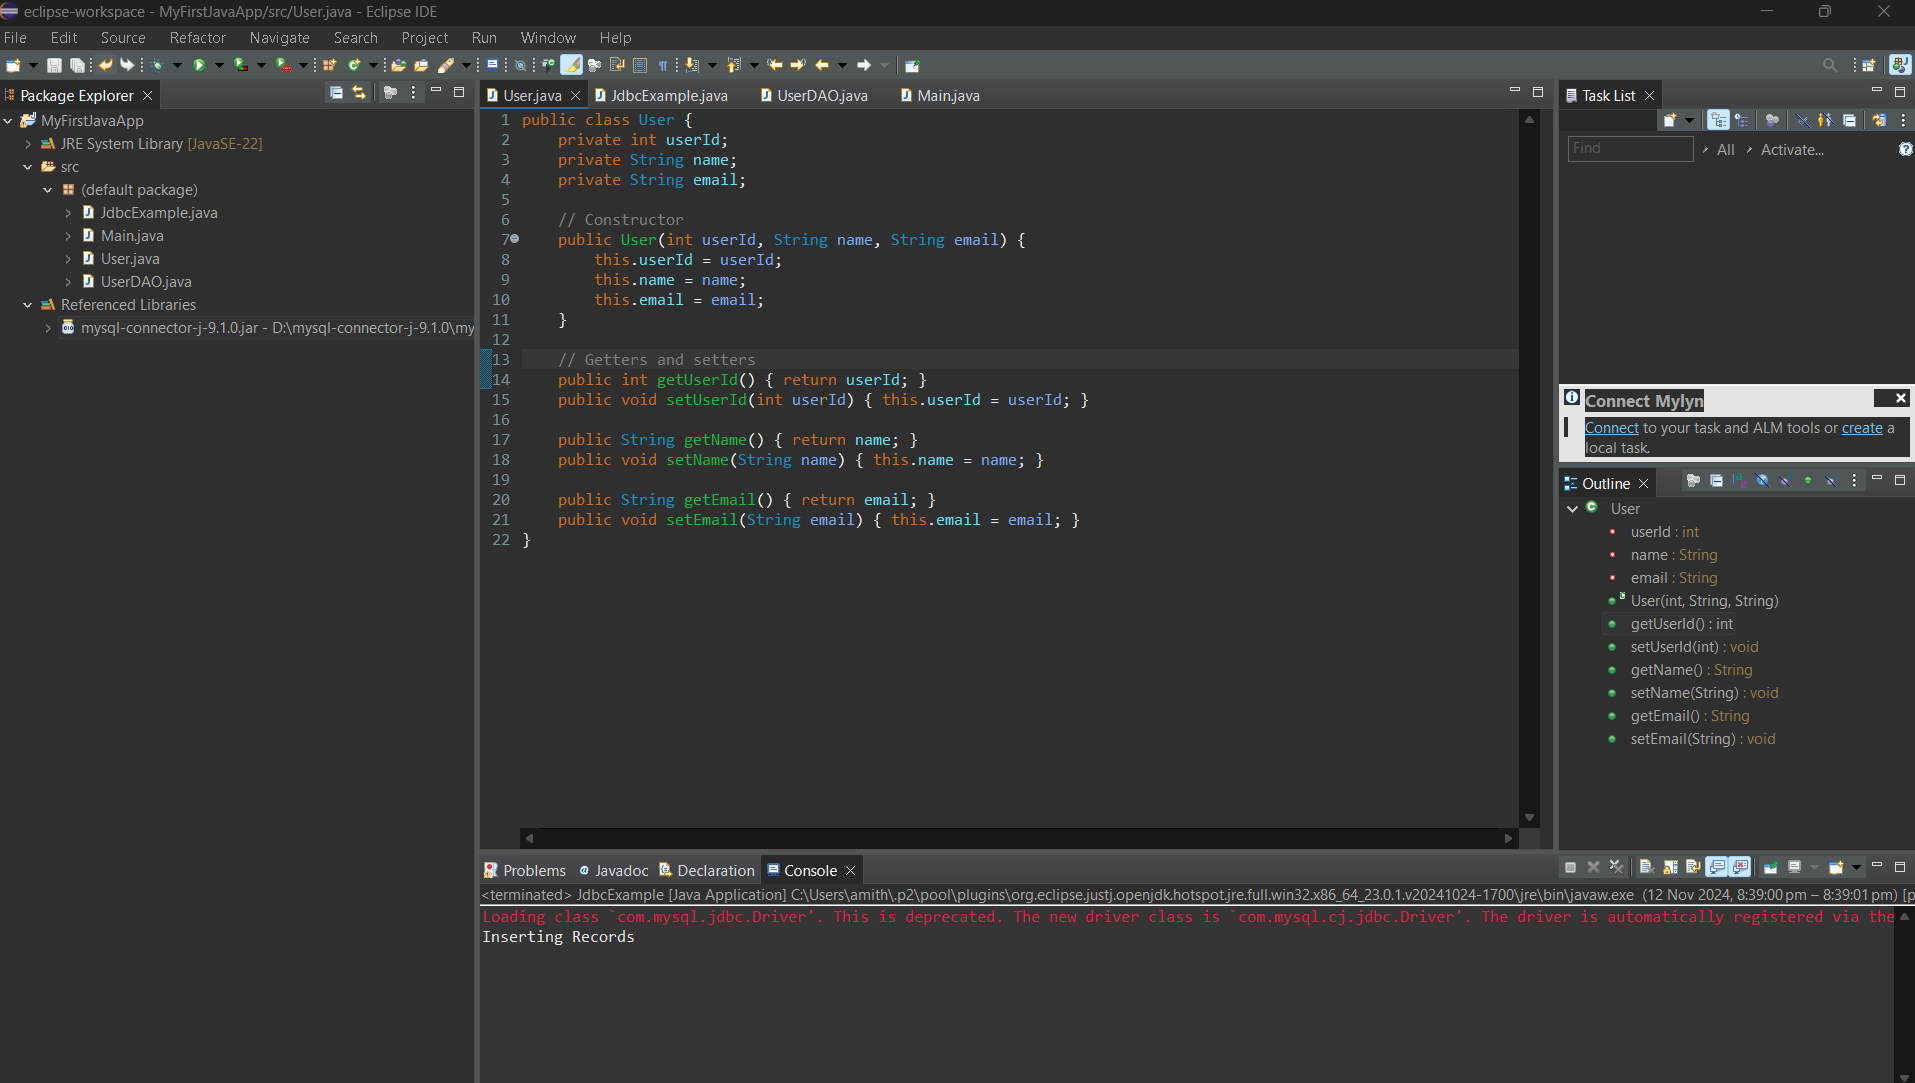 eclipse-workspace - MyFirstJavaApp/src/User.java - Eclipse IDE
File Edit Source Refactor Navigate Search Project Run Window Help
Package Explorer
MyFirstJavaApp
JRE System Library [JavaSE-22]
src
(default package)
JdbcExample.java
Main.java
User.java
UserDAO.java
Referenced Libraries
mysql-connector-j-9.1.0.jar - D:\mysql-connector-j-9.1.0\my
User.java JdbcExample.java UserDAO.java Main.java
1 public class User {
2 private int userId;
3 private String name;
4 private String email;
5
6 // Constructor
7 public User(int userId, String name, String email) {
8 this.userId = userId;
9 this.name = name;
10 this.email = email;
11 }
12
13 // Getters and setters
14 public int getUserId() { return userId; }
15 public void setUserId(int userId) { this.userId = userId; }
16
17 public String getName() { return name; }
18 public void setName(String name) { this.name = name; }
19
20 public String getEmail() { return email; }
21 public void setEmail(String email) { this.email = email; }
22 }
Task List
Find All Activate...
Connect Mylyn
Connect to your task and ALM tools or create a
local task.
Outline
User
userId : int
name : String
email : String
User(int, String, String)
getUserId() : int
setUserId(int) : void
getName() : String
setName(String) : void
getEmail() : String
setEmail(String) : void
Problems Javadoc Declaration Console
<terminated> JdbcExample [Java Application] C:\Users\amith\.p2\pool\plugins\org.eclipse.justj.openjdk.hotspot.jre.full.win32.x86_64_23.0.1.v20241024-1700\jre\bin\javaw.exe (12 Nov 2024, 8:39:00 pm – 8:39:01 pm) [p
Loading class `com.mysql.jdbc.Driver'. This is deprecated. The new driver class is `com.mysql.cj.jdbc.Driver'. The driver is automatically registered via the
Inserting Records